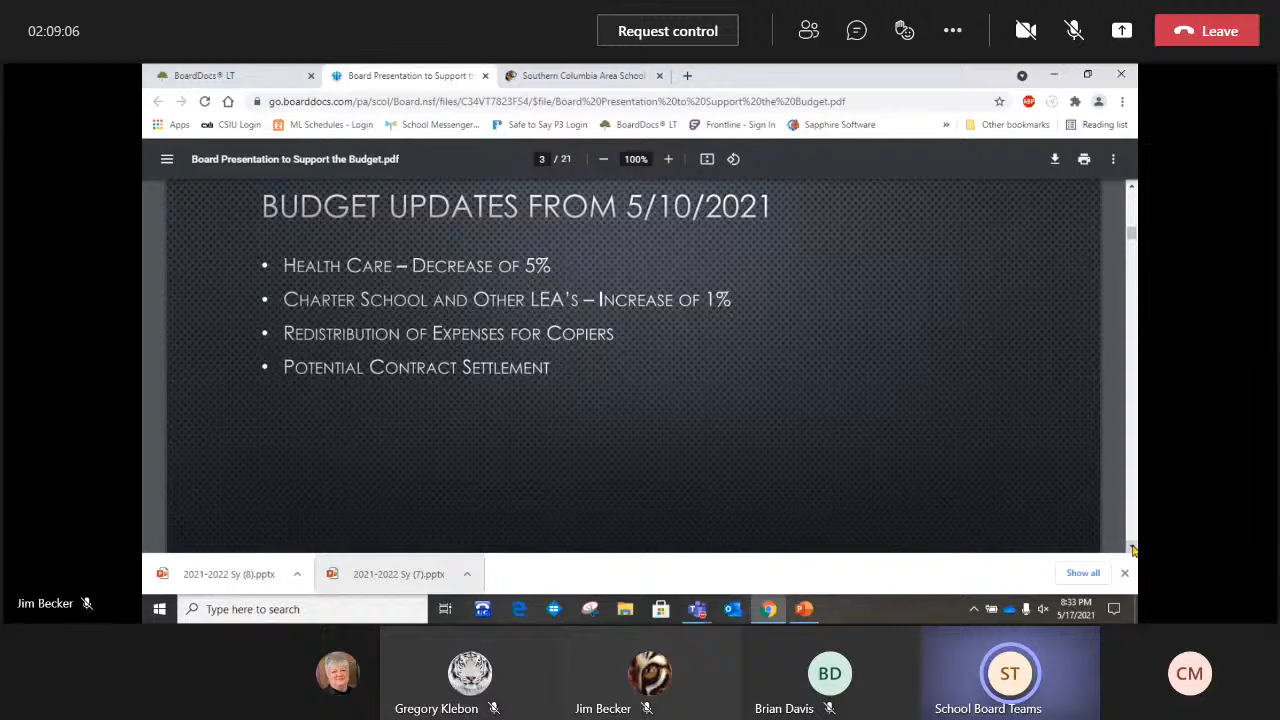 02:09:06
Request control
Leave
BoardDocs® LT
Board Presentation to Support t
Southern Columbia Area School
go.boarddocs.com/pa/scol/Board.nsf/files/C34VT7823F54/$file/Board%20Presentation%20to%20Support%20the%20Budget.pdf
ABP
Apps
CSIU Login
ML Schedules - Login
School Messenger...
Safe to Say P3 Login
BoardDocs® LT
Frontline - Sign In
Sapphire Software
»
Other bookmarks
Reading list
Board Presentation to Support the Budget.pdf
3 / 21
100%
BUDGET UPDATES FROM 5/10/2021
• HEALTH CARE – DECREASE OF 5%
• CHARTER SCHOOL AND OTHER LEA'S – INCREASE OF 1%
• REDISTRIBUTION OF EXPENSES FOR COPIERS
• POTENTIAL CONTRACT SETTLEMENT
2021-2022 Sy (8).pptx
2021-2022 Sy (7).pptx
Show all
Jim Becker
Type here to search
8:33 PM
5/17/2021
BD
ST
CM
Gregory Klebon
Jim Becker
Brian Davis
School Board Teams